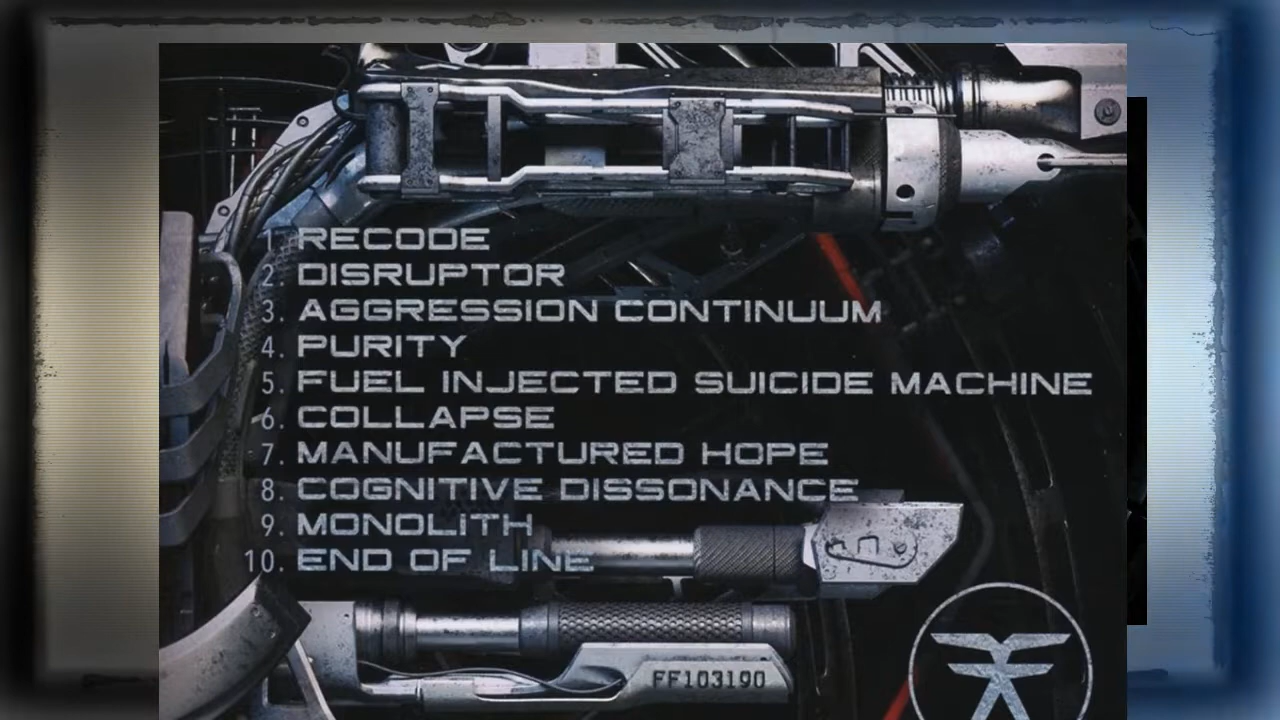 1. RECODE
2. DISRUPTOR
3. AGGRESSION CONTINUUM
4. PURITY
5. FUEL INJECTED SUICIDE MACHINE
6. COLLAPSE
7. MANUFACTURED HOPE
8. COGNITIVE DISSONANCE
9. MONOLITH
10. END OF LINE
FF103190